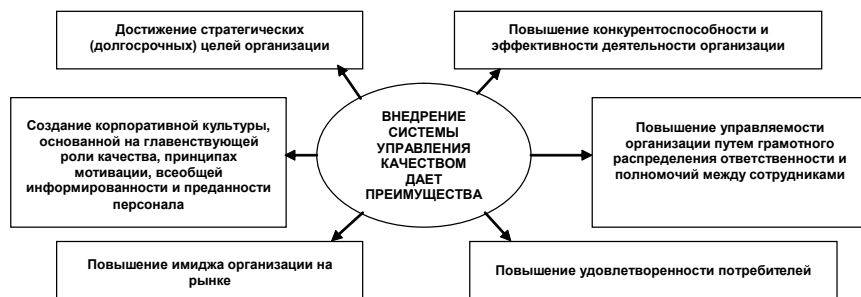 Достижение стратегических
(долгосрочных) целей организации
Повышение конкурентоспособности и
эффективности деятельности организации
Создание корпоративной культуры,
основанной на главенствующей
роли качества, принципах
мотивации, всеобщей
информированности и преданности
персонала
ВНЕДРЕНИЕ
СИСТЕМЫ
УПРАВЛЕНИЯ
КАЧЕСТВОМ
ДАЕТ
ПРЕИМУЩЕСТВА
Повышение управляемости
организации путем грамотного
распределения ответственности и
полномочий между сотрудниками
Повышение имиджа организации на
рынке
Повышение удовлетворенности потребителей